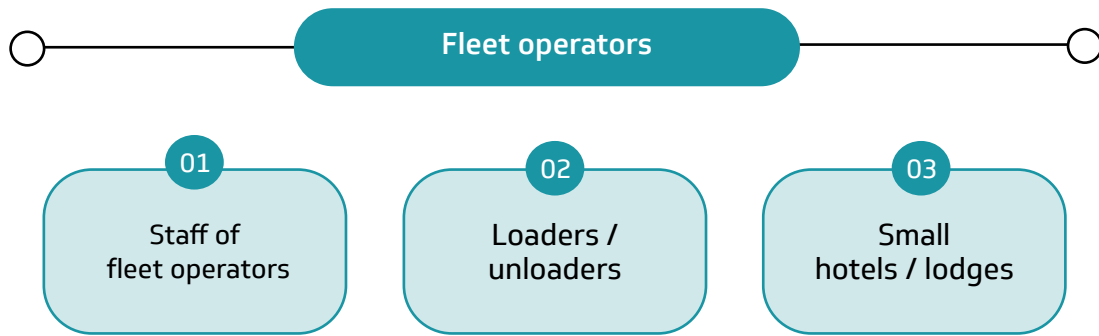 Fleet operators
01
Staff of
fleet operators
02
Loaders /
unloaders
03
Small
hotels / lodges